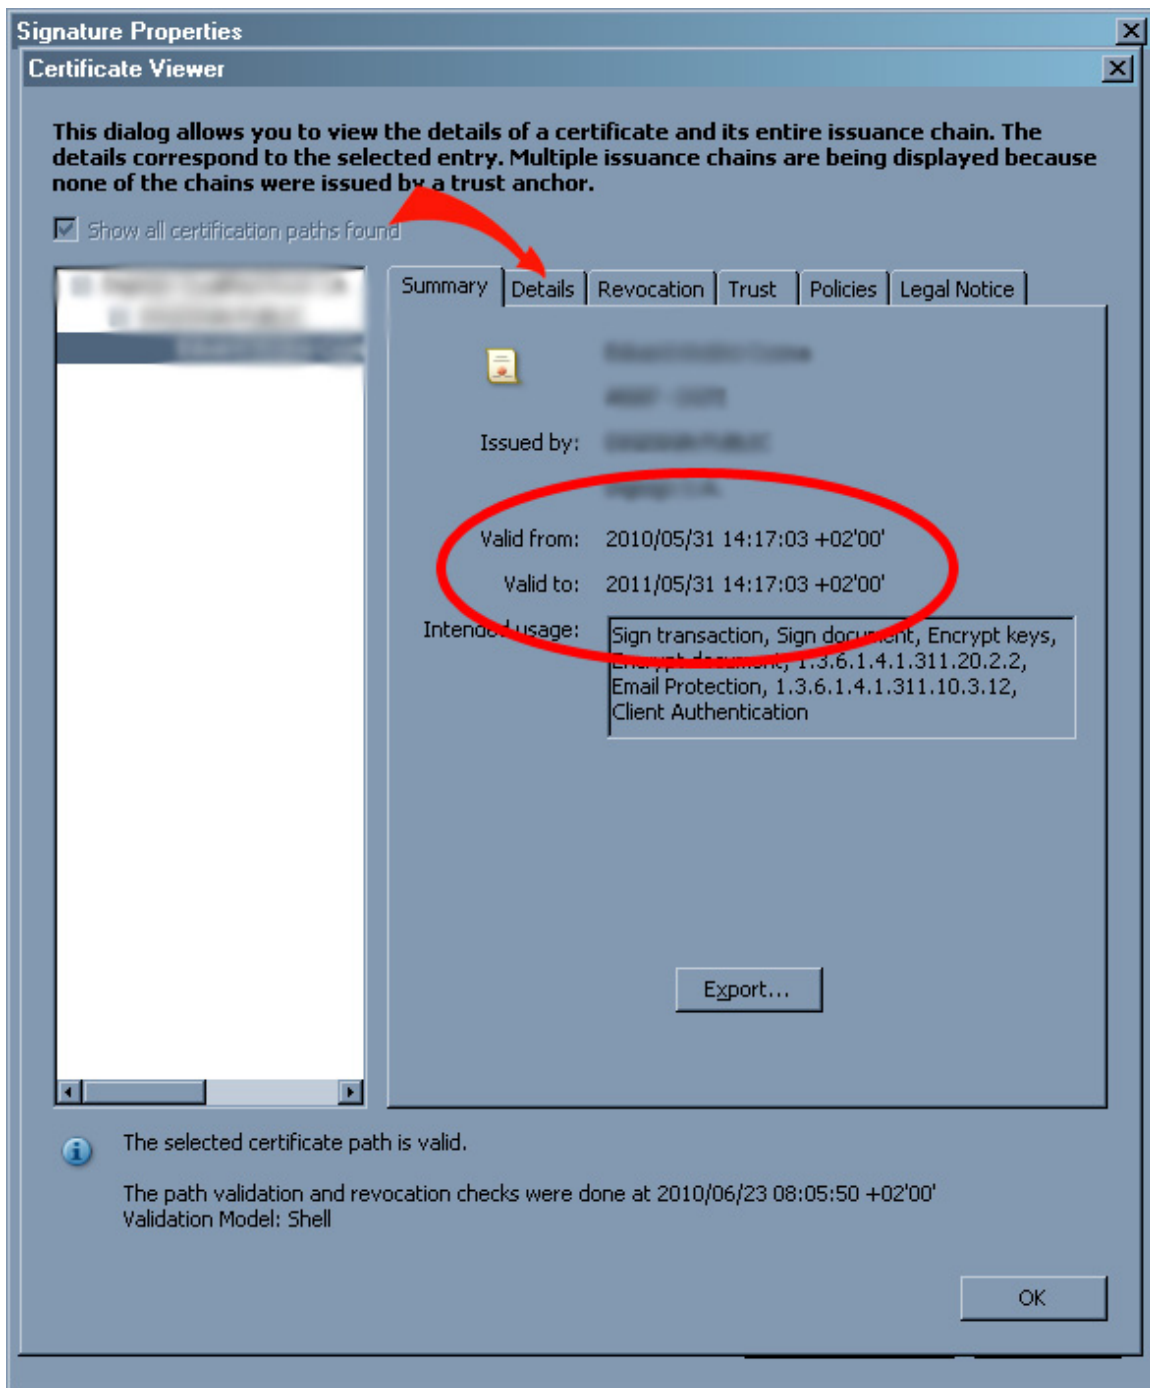 Signature Properties
Certificate Viewer
This dialog allows you to view the details of a certificate and its entire issuance chain. The
details correspond to the selected entry. Multiple issuance chains are being displayed because
none of the chains were issued by a trust anchor.
Show all certification paths found
Summary Details Revocation Trust Policies Legal Notice
Issued by:
Valid from: 2010/05/31 14:17:03 +02'00'
Valid to: 2011/05/31 14:17:03 +02'00'
Intended usage: Sign transaction, Sign document, Encrypt keys,
Encrypt document, 1.3.6.1.4.1.311.20.2.2,
Email Protection, 1.3.6.1.4.1.311.10.3.12,
Client Authentication
Export...
The selected certificate path is valid.
The path validation and revocation checks were done at 2010/06/23 08:05:50 +02'00'
Validation Model: Shell
OK